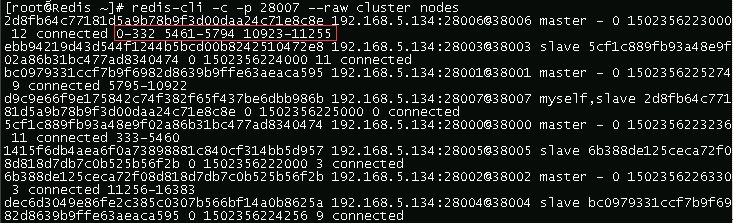 [root@Redis ~]# redis-cli -c -p 28007 --raw cluster nodes
2d8fb64c77181d5a9b78b9f3d00daa24c71e8c8e 192.168.5.134:28006@38006 master - 0 1502356223000
 12 connected 0-332 5461-5794 10923-11255
ebb94219d43d544f1244b5bcd00b8242510472e8 192.168.5.134:28003@38003 slave 5cf1c889fb93a48e9f
02a86b31bc477ad8340474 0 1502356224000 11 connected
bc0979331ccf7b9f6982d8639b9ffe63aeaca595 192.168.5.134:28001@38001 master - 0 1502356225274
 9 connected 5795-10922
d9c9e66f9e175842c74f382f65f437be6dbb986b 192.168.5.134:28007@38007 myself,slave 2d8fb64c771
81d5a9b78b9f3d00daa24c71e8c8e 0 1502356225000 0 connected
5cf1c889fb93a48e9f02a86b31bc477ad8340474 192.168.5.134:28000@38000 master - 0 1502356223236
 11 connected 333-5460
1415f6db4aea6f0a73898881c840cf314bb5d957 192.168.5.134:28005@38005 slave 6b388de125ceca72f0
8d818d7db7c0b525b56f2b 0 1502356222000 3 connected
6b388de125ceca72f08d818d7db7c0b525b56f2b 192.168.5.134:28002@38002 master - 0 1502356226330
 3 connected 11256-16383
dec6d3049e86fe2c385c0307b566bf14a0b8625a 192.168.5.134:28004@38004 slave bc0979331ccf7b9f69
82d8639b9ffe63aeaca595 0 1502356224256 9 connected